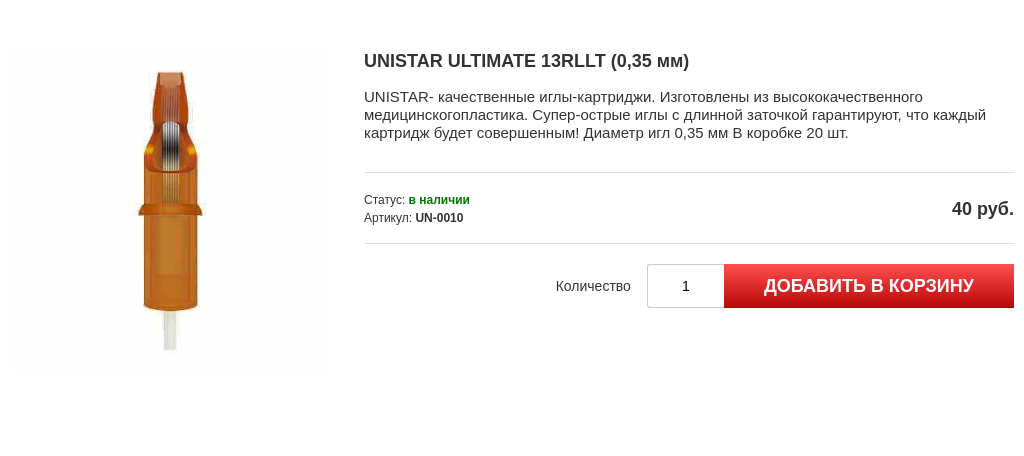 UNISTAR ULTIMATE 13RLLT (0,35 мм)
UNISTAR- качественные иглы-картриджи. Изготовлены из высококачественного
медицинскогопластика. Супер-острые иглы с длинной заточкой гарантируют, что каждый
картридж будет совершенным! Диаметр игл 0,35 мм В коробке 20 шт.
Статус: в наличии
Артикул: UN-0010
40 руб.
Количество 1 ДОБАВИТЬ В КОРЗИНУ